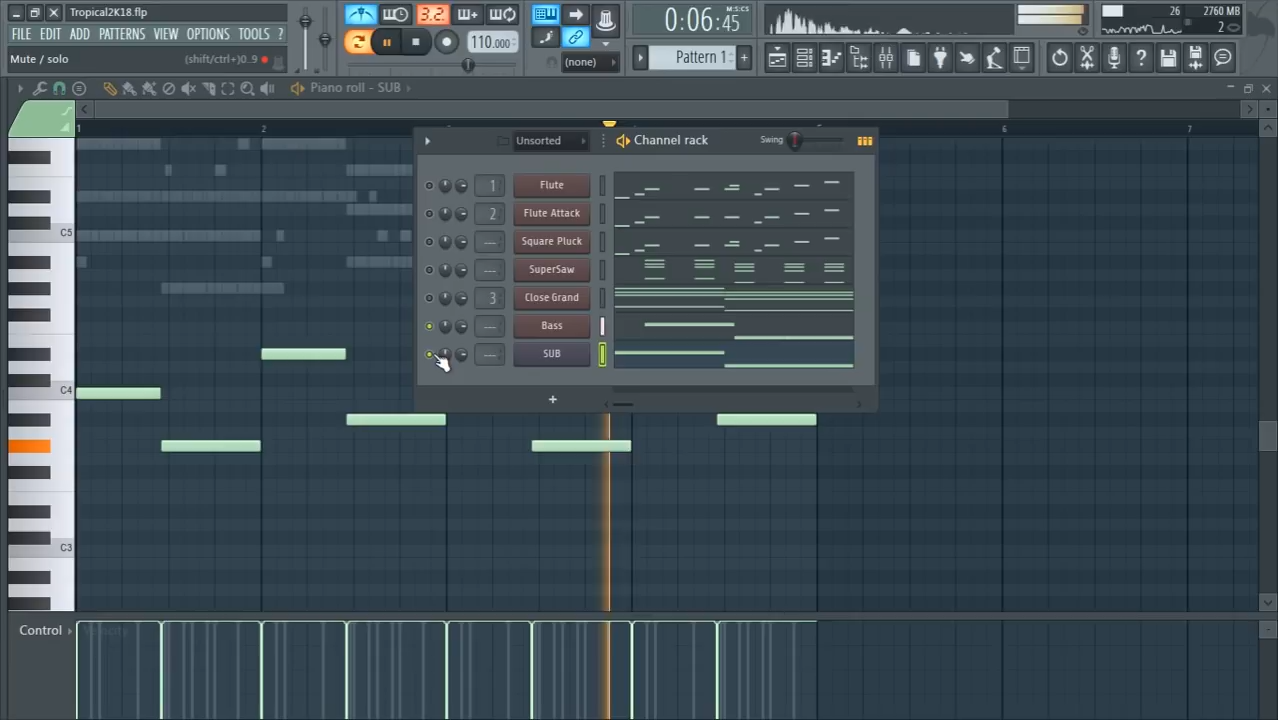 Tropical2K18.flp
FILE EDIT ADD PATTERNS VIEW OPTIONS TOOLS ?
Mute / solo (shift/ctrl+)0..9
3.2
110.000
(none)
0:06:45
M:S:CS
Pattern 1
26
2760 MB
2
Piano roll - SUB
1 2 6 7
Unsorted
Channel rack
Swing
1 Flute
2 Flute Attack
--- Square Pluck
--- SuperSaw
3 Close Grand
--- Bass
--- SUB
+
C5
C4
C3
Control
Velocity